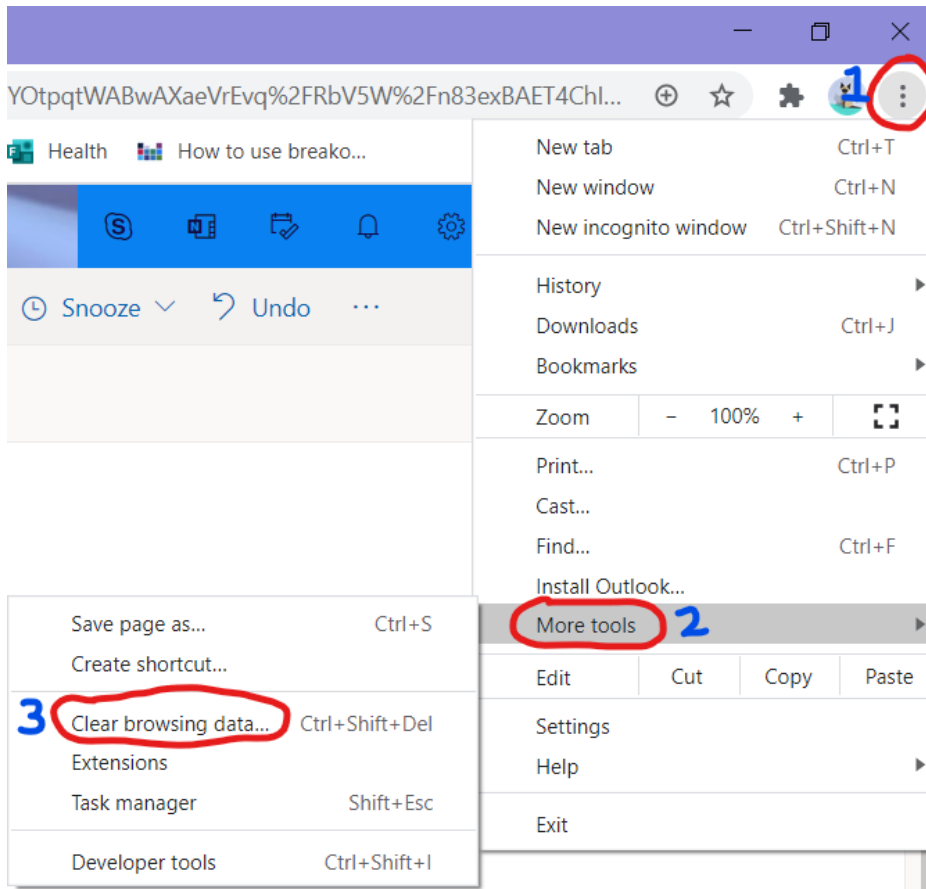 YOtpqtWABwAXaeVrEvq%2FRbV5W%2Fn83exBAET4ChI...
1
Health How to use breako...
S N
Snooze Undo ...
New tab Ctrl+T
New window Ctrl+N
New incognito window Ctrl+Shift+N
History
Downloads Ctrl+J
Bookmarks
Zoom - 100% +
Print... Ctrl+P
Cast...
Find... Ctrl+F
Install Outlook...
More tools 2
Edit Cut Copy Paste
Settings
Help
Exit
Save page as... Ctrl+S
Create shortcut...
3 Clear browsing data... Ctrl+Shift+Del
Extensions
Task manager Shift+Esc
Developer tools Ctrl+Shift+I